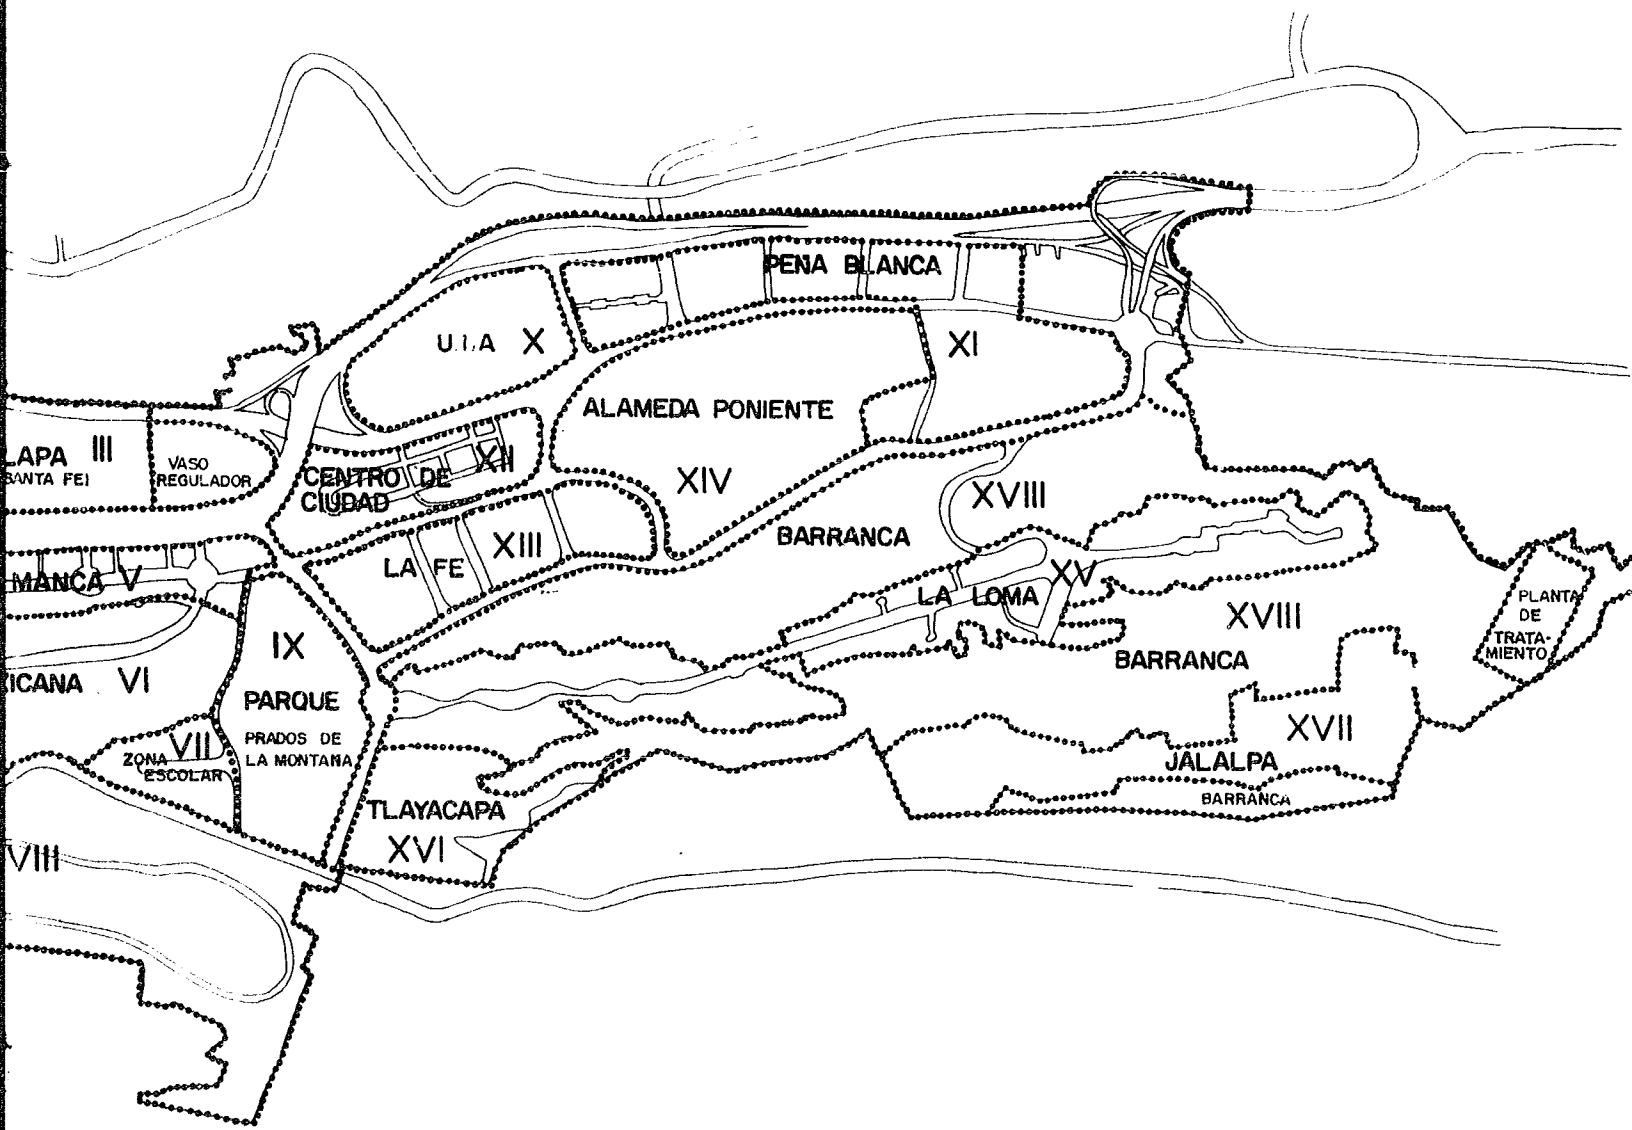 PENA BLANCA
U.I.A X
XI
ALAMEDA PONIENTE
LAPA III
SANTA FEI
VASO
REGULADOR
CENTRO DE
CIUDAD
XII
XIV
XVIII
LA FE XIII
BARRANCA
MANCA V
XV
LA LOMA
PLANTA
DE
TRATA-
MIENTO
XVIII
BARRANCA
IX
PARQUE
PRADOS DE
LA MONTAÑA
ICANA VI
VII
ZONA
ESCOLAR
XVII
JALALPA
BARRANCA
TLAYACAPA
XVI
VIII